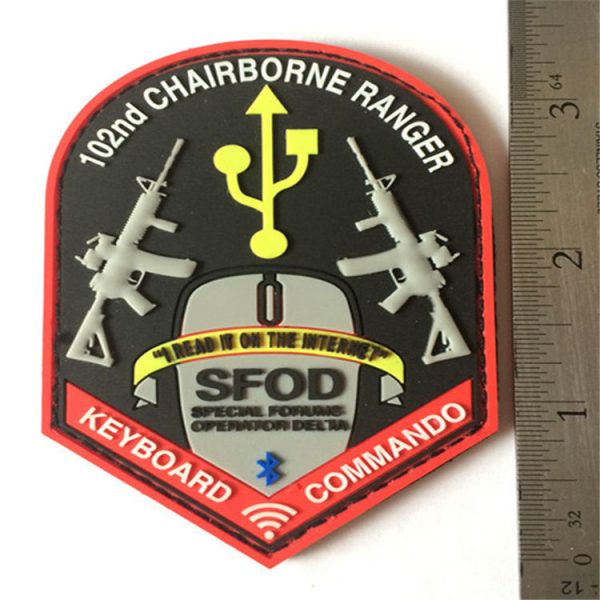 102nd CHAIRBORNE RANGER
"I READ IT ON THE INTERNET"
SFOD
SPECIAL FORUMS
OPERATOR DELTA
KEYBOARD
COMMANDO
64
3
2
1
32
0
12